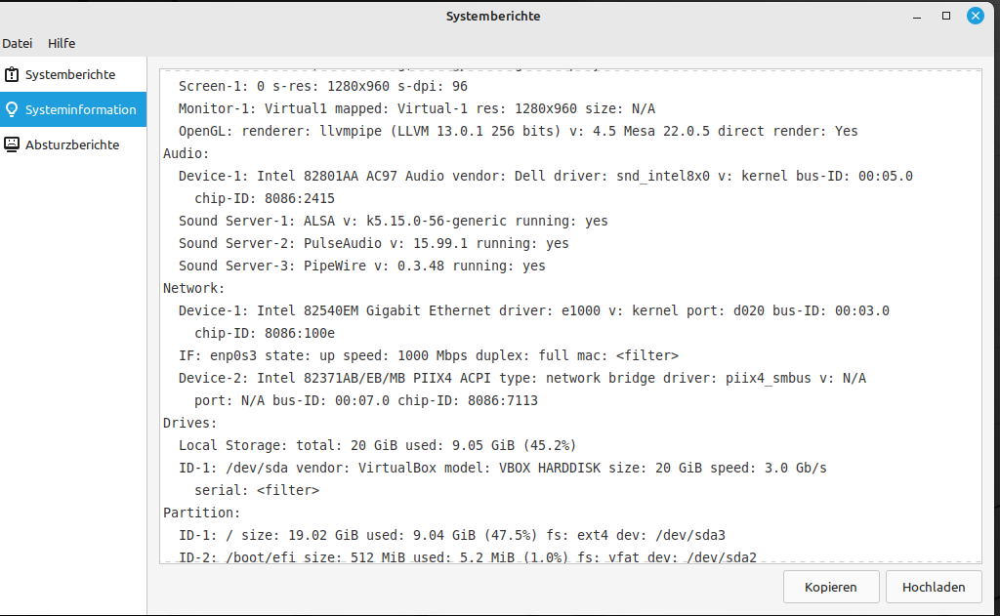 Systemberichte
Datei Hilfe
Systemberichte
Systeminformation
Absturzberichte
Screen-1: 0 s-res: 1280x960 s-dpi: 96
Monitor-1: Virtual1 mapped: Virtual-1 res: 1280x960 size: N/A
OpenGL: renderer: llvmpipe (LLVM 13.0.1 256 bits) v: 4.5 Mesa 22.0.5 direct render: Yes
Audio:
Device-1: Intel 82801AA AC97 Audio vendor: Dell driver: snd_intel8x0 v: kernel bus-ID: 00:05.0
chip-ID: 8086:2415
Sound Server-1: ALSA v: k5.15.0-56-generic running: yes
Sound Server-2: PulseAudio v: 15.99.1 running: yes
Sound Server-3: PipeWire v: 0.3.48 running: yes
Network:
Device-1: Intel 82540EM Gigabit Ethernet driver: e1000 v: kernel port: d020 bus-ID: 00:03.0
chip-ID: 8086:100e
IF: enp0s3 state: up speed: 1000 Mbps duplex: full mac: <filter>
Device-2: Intel 82371AB/EB/MB PIIX4 ACPI type: network bridge driver: piix4_smbus v: N/A
port: N/A bus-ID: 00:07.0 chip-ID: 8086:7113
Drives:
Local Storage: total: 20 GiB used: 9.05 GiB (45.2%)
ID-1: /dev/sda vendor: VirtualBox model: VBOX HARDDISK size: 20 GiB speed: 3.0 Gb/s
serial: <filter>
Partition:
ID-1: / size: 19.02 GiB used: 9.04 GiB (47.5%) fs: ext4 dev: /dev/sda3
ID-2: /boot/efi size: 512 MiB used: 5.2 MiB (1.0%) fs: vfat dev: /dev/sda2
Kopieren Hochladen